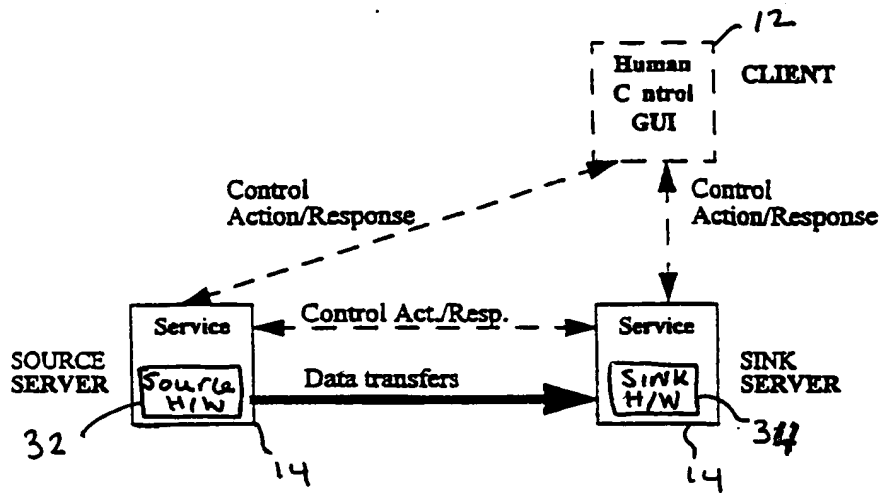 12
Human
C ntrol
GUI
CLIENT
Control
Action/Response
Control
Action/Response
Service
Control Act./Resp.
Service
SOURCE
SERVER
Source
H/W
Data transfers
Sink
H/W
SINK
SERVER
32
14
34
14